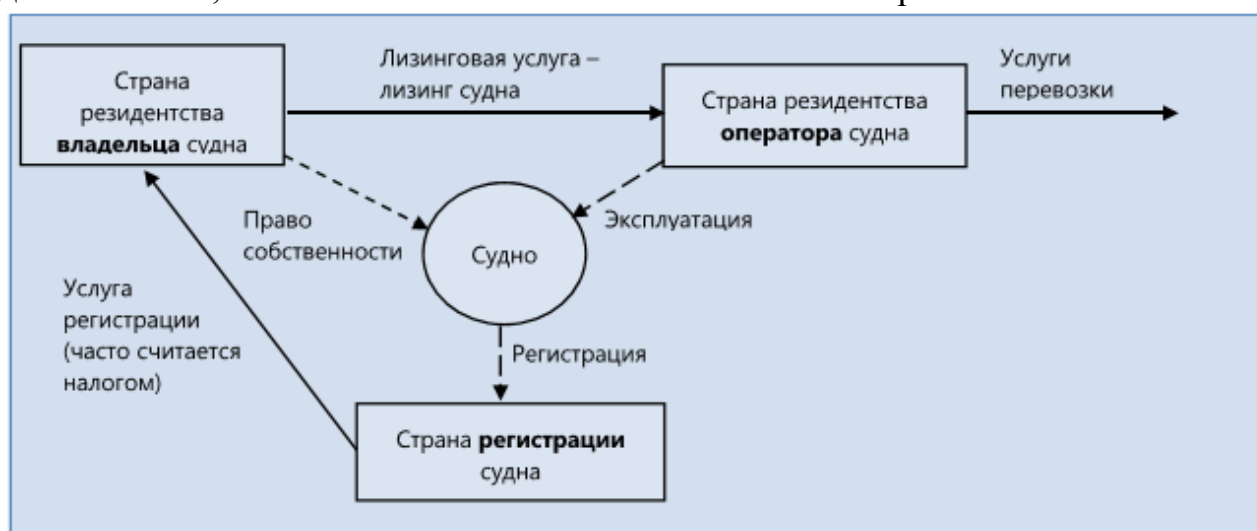 Страна
резидентства
владельца судна
Лизинговая услуга –
лизинг судна
Страна резидентства
оператора судна
Услуги
перевозки
Право
собственности
Судно
Эксплуатация
Услуга
регистрации
(часто считается
налогом)
Регистрация
Страна регистрации
судна